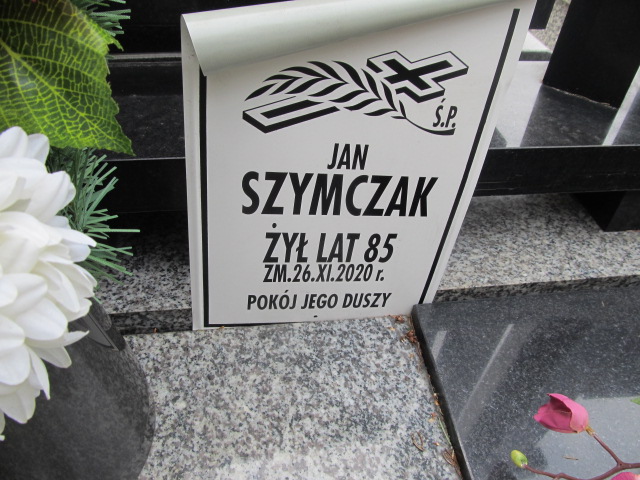 Ś.P.
JAN
SZYMCZAK
ŻYŁ LAT 85
ZM.26.XI.2020 r.
POKÓJ JEGO DUSZY